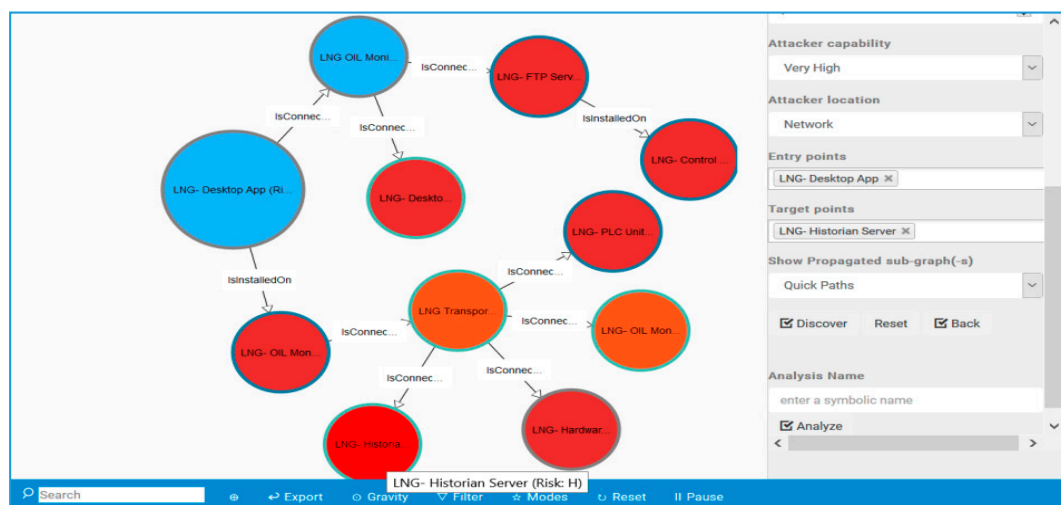 LNG OIL Moni...
IsConnec...
LNG- FTP Serv...
IsConnec...
IsConnec...
IsInstalledOn
LNG- Control ...
LNG- Desktop App (Ri...
LNG- Deskto...
LNG- PLC Unit...
IsConnec...
IsInstalledOn
LNG Transpor...
IsConnec...
IsConnec...
LNG- OIL Mon...
LNG- OIL Mon...
IsConnec...
IsConnec...
LNG- Historia...
LNG- Hardwar...
LNG- Historian Server (Risk: H)
Search
Export
Gravity
Filter
Modes
Reset
Pause
Attacker capability
Very High
Attacker location
Network
Entry points
LNG- Desktop App
Target points
LNG- Historian Server
Show Propagated sub-graph(-s)
Quick Paths
Discover Reset Back
Analysis Name
enter a symbolic name
Analyze